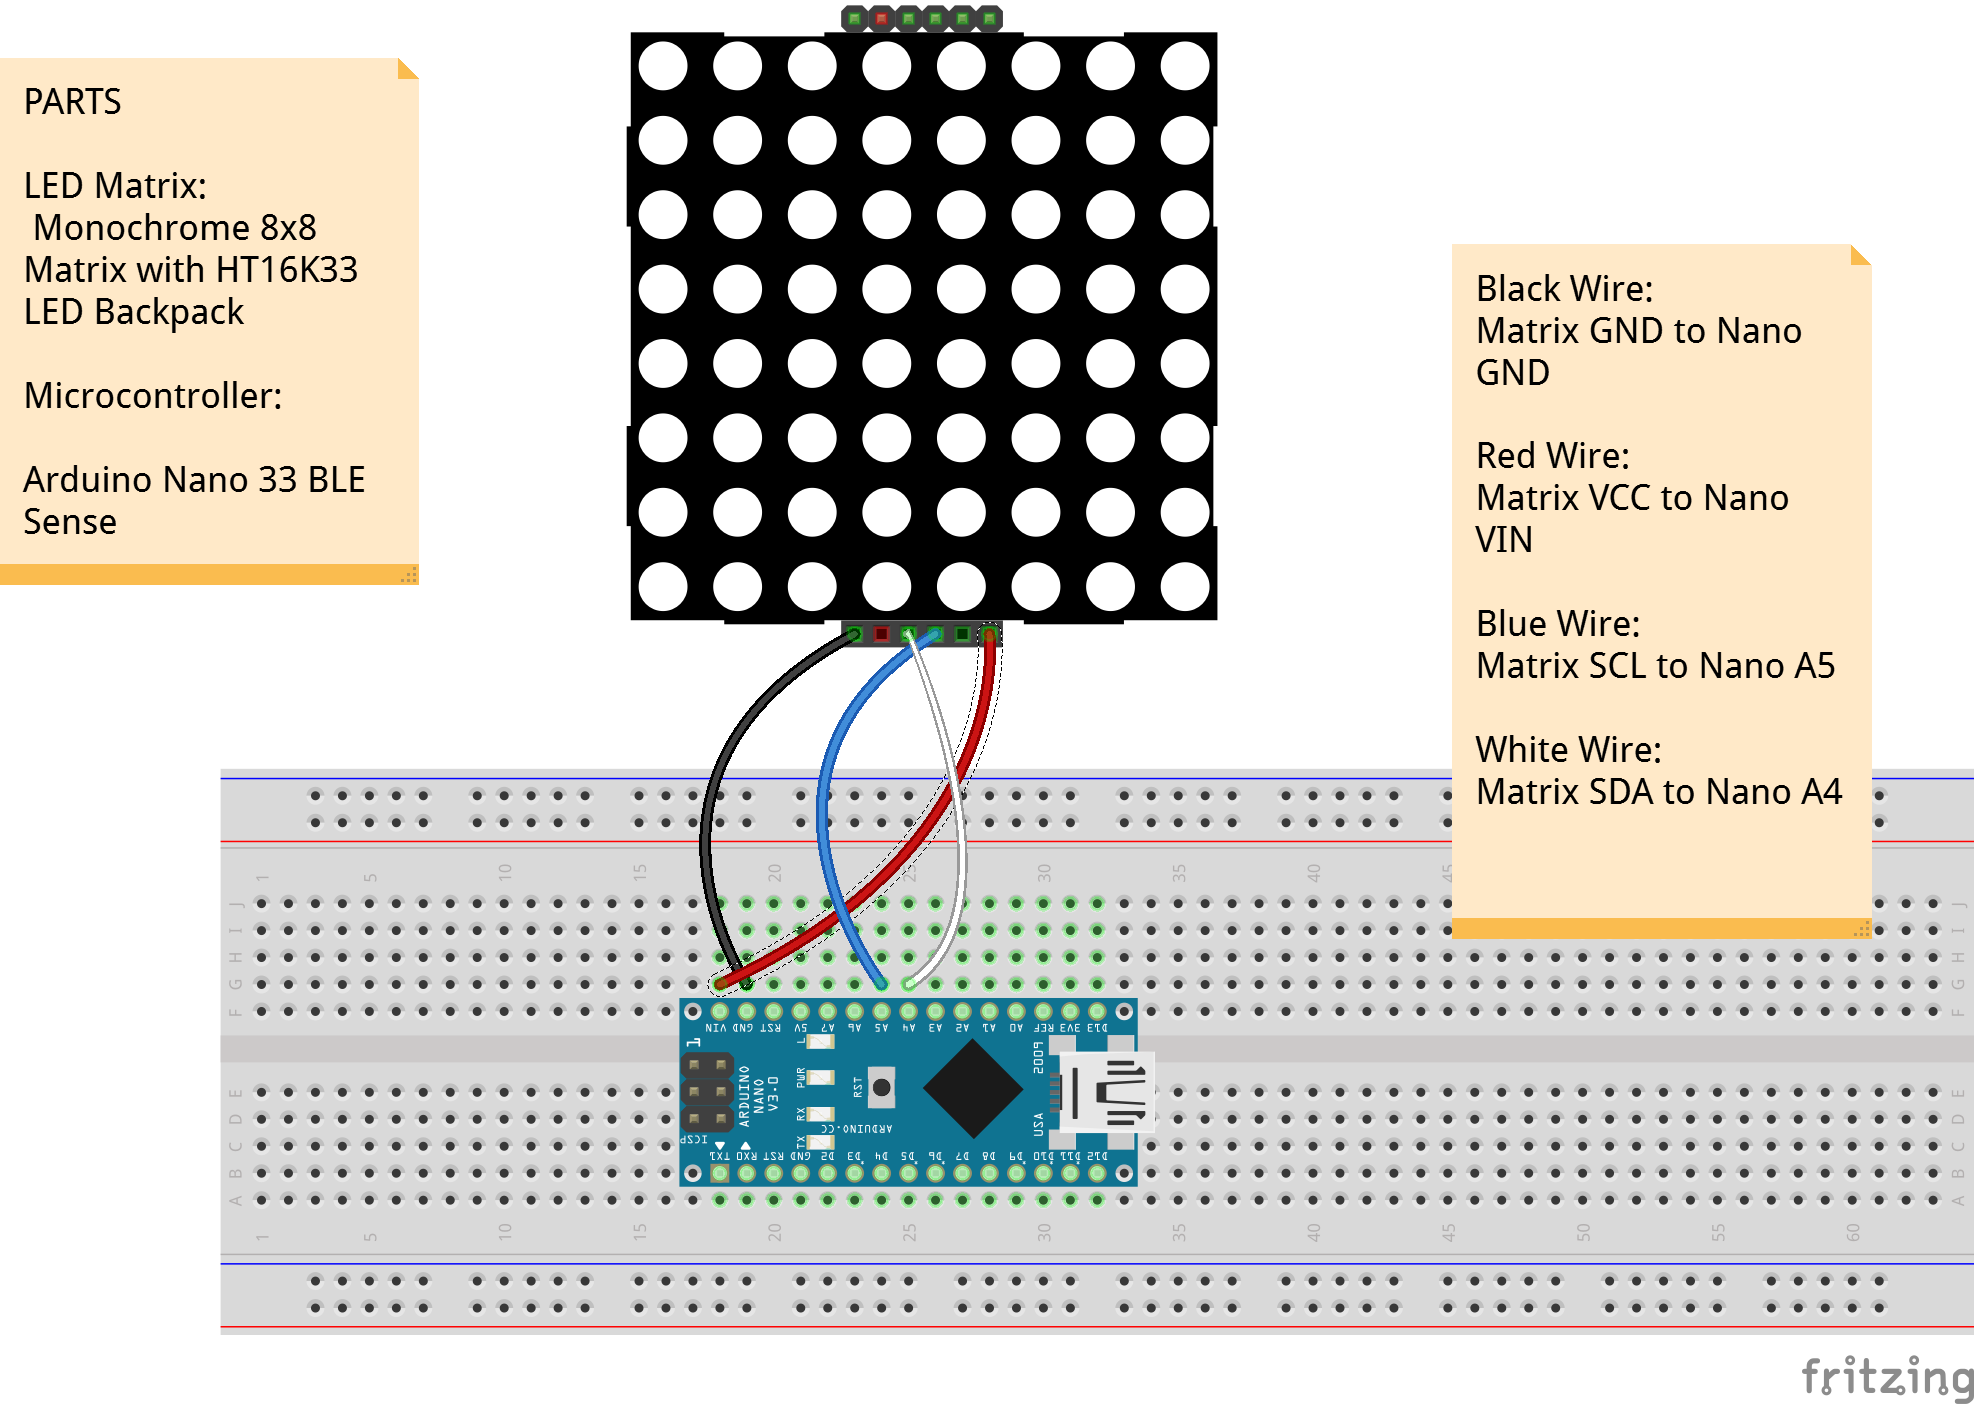 PARTS
LED Matrix:
Monochrome 8x8
Matrix with HT16K33
LED Backpack
Microcontroller:
Arduino Nano 33 BLE
Sense
Black Wire:
Matrix GND to Nano
GND
Red Wire:
Matrix VCC to Nano
VIN
Blue Wire:
Matrix SCL to Nano A5
White Wire:
Matrix SDA to Nano A4
1 5 10 15 20 25 30 35 40 45
J J
I I
H H
G G
F F
VIN GND RST 5V A7 A6 A5 A4 A3 A2 A1 A0 REF 3V3 D13
1
L
PWR
RX
TX
RST
ARDUINO
NANO
V3.0
ARDUINO.CC
2009
USA
ICSP
TX1 RX0 RST GND D2 D3 D4 D5 D6 D7 D8 D9 D10 D11 D12
E E
D D
C C
B B
A A
1 5 10 15 20 25 30 35 40 45 50 55 60
fritzing